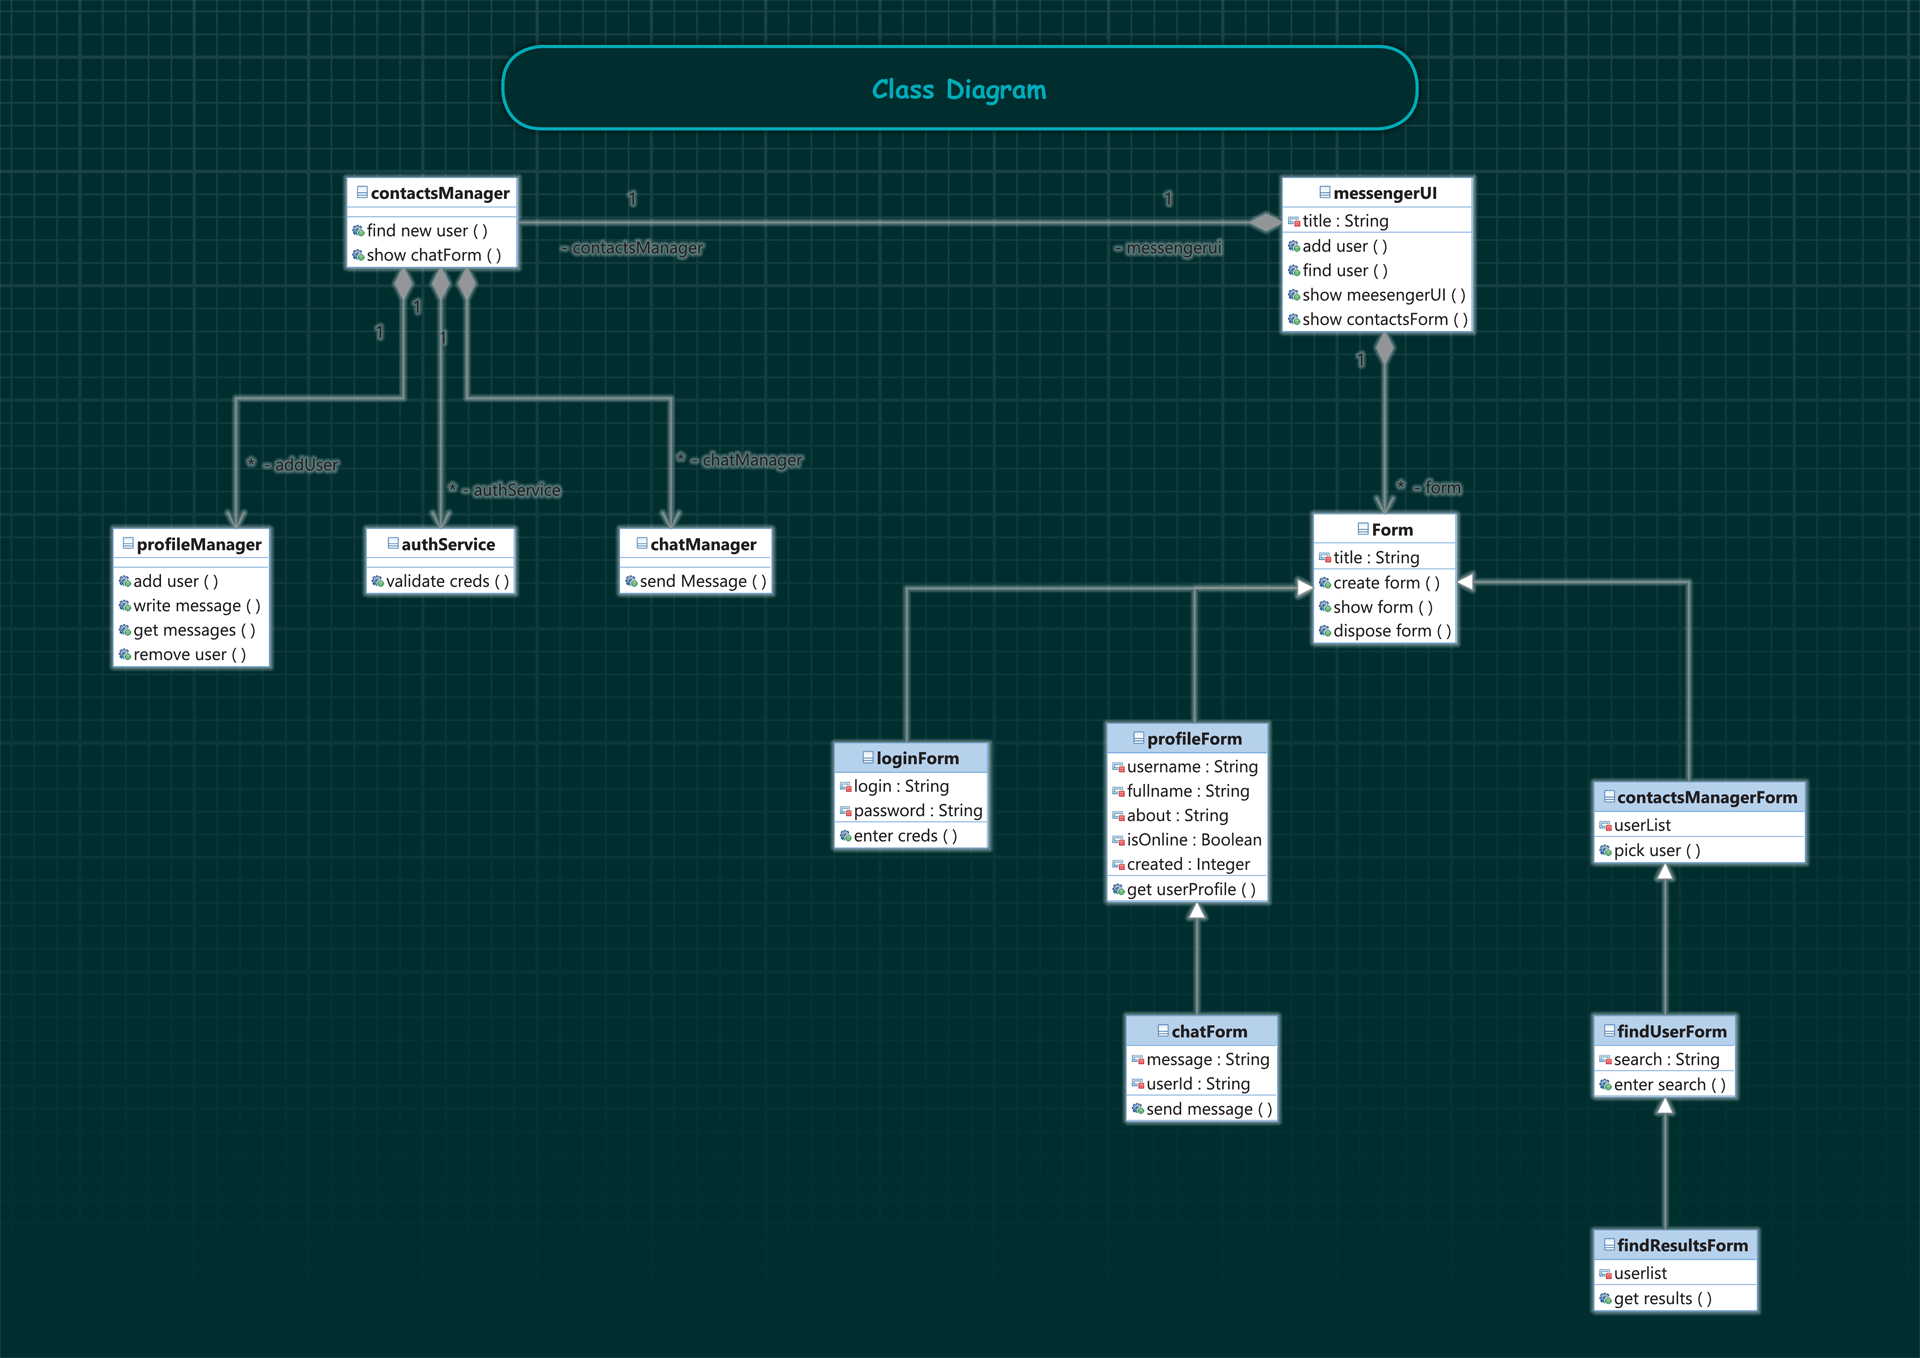 Class Diagram
contactsManager
find new user ( )
show chatForm ( )
1
1
- contactsManager
- messengerui
messengerUI
title : String
add user ( )
find user ( )
show meesengerUI ( )
show contactsForm ( )
1
1
1
1
* - addUser
* - authService
* - chatManager
* - form
profileManager
add user ( )
write message ( )
get messages ( )
remove user ( )
authService
validate creds ( )
chatManager
send Message ( )
Form
title : String
create form ( )
show form ( )
dispose form ( )
loginForm
login : String
password : String
enter creds ( )
profileForm
username : String
fullname : String
about : String
isOnline : Boolean
created : Integer
get userProfile ( )
contactsManagerForm
userList
pick user ( )
chatForm
message : String
userId : String
send message ( )
findUserForm
search : String
enter search ( )
findResultsForm
userlist
get results ( )